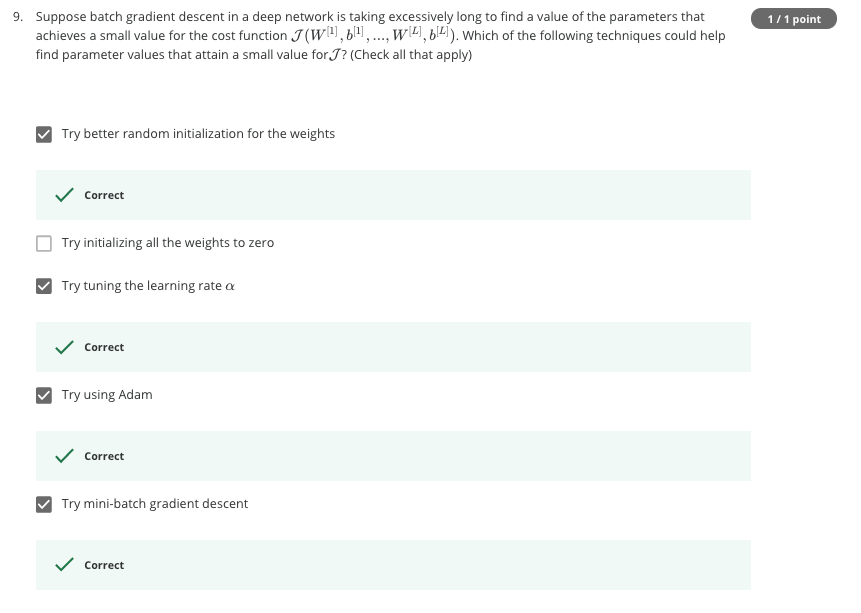 9. Suppose batch gradient descent in a deep network is taking excessively long to find a value of the parameters that
1 / 1 point
achieves a small value for the cost function 𝒥(W^[1], b^[1], ..., W^[L], b^[L]). Which of the following techniques could help
find parameter values that attain a small value for𝒥? (Check all that apply)
Try better random initialization for the weights
Correct
Try initializing all the weights to zero
Try tuning the learning rate α
Correct
Try using Adam
Correct
Try mini-batch gradient descent
Correct